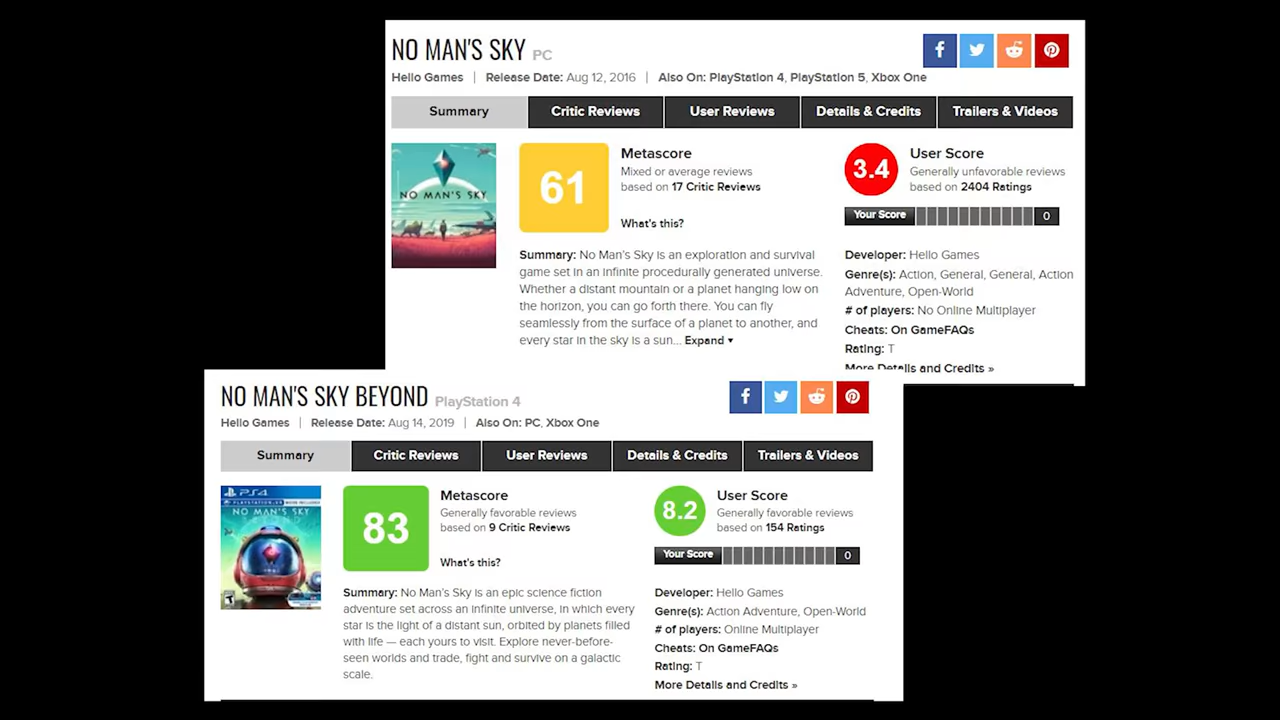 NO MAN'S SKY PC
Hello Games | Release Date: Aug 12, 2016 | Also On: PlayStation 4, PlayStation 5, Xbox One
Summary Critic Reviews User Reviews Details & Credits Trailers & Videos
NO MAN'S SKY
61
Metascore
Mixed or average reviews
based on 17 Critic Reviews
What's this?
3.4
User Score
Generally unfavorable reviews
based on 2404 Ratings
Your Score 0
Summary: No Man's Sky is an exploration and survival
game set in an infinite procedurally generated universe.
Whether a distant mountain or a planet hanging low on
the horizon, you can go forth there. You can fly
seamlessly from the surface of a planet to another, and
every star in the sky is a sun... Expand ▾
Developer: Hello Games
Genre(s): Action, General, General, Action
Adventure, Open-World
# of players: No Online Multiplayer
Cheats: On GameFAQs
Rating: T
More Details and Credits »
NO MAN'S SKY BEYOND PlayStation 4
Hello Games | Release Date: Aug 14, 2019 | Also On: PC, Xbox One
Summary Critic Reviews User Reviews Details & Credits Trailers & Videos
PS4
NO MAN'S SKY
83
Metascore
Generally favorable reviews
based on 9 Critic Reviews
What's this?
8.2
User Score
Generally favorable reviews
based on 154 Ratings
Your Score 0
Summary: No Man's Sky is an epic science fiction
adventure set across an infinite universe, in which every
star is the light of a distant sun, orbited by planets filled
with life — each yours to visit. Explore never-before-
seen worlds and trade, fight and survive on a galactic
scale.
Developer: Hello Games
Genre(s): Action Adventure, Open-World
# of players: Online Multiplayer
Cheats: On GameFAQs
Rating: T
More Details and Credits »